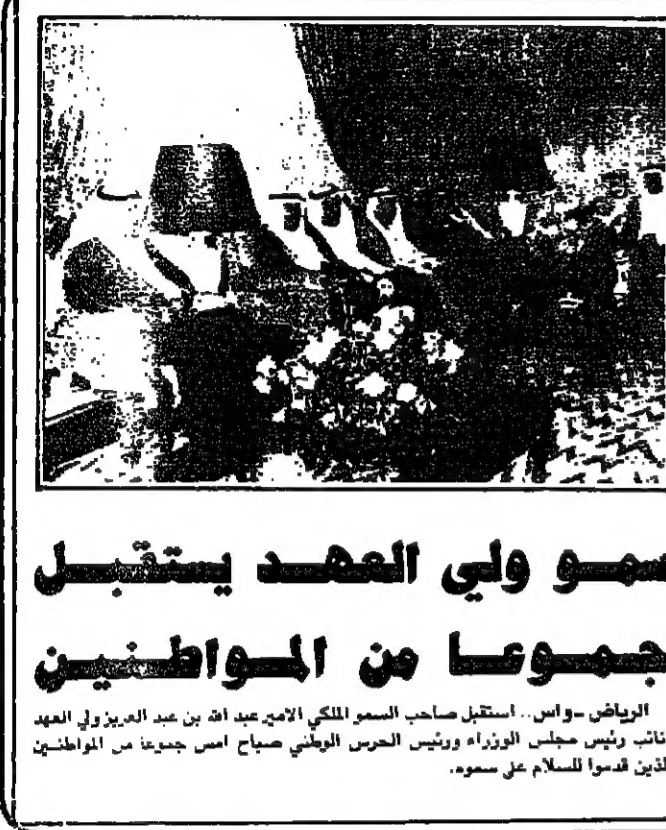 سمو ولي العهد يستقبل
جموعا من المواطنين
الرياض - واس.. استقبل صاحب السمو الملكي الامير عبد الله بن عبد العزيز ولي العهد
نائب رئيس مجلس الوزراء ورئيس الحرس الوطني صباح امس جموعا من المواطنين
لذين قدموا للسلام على سموه.